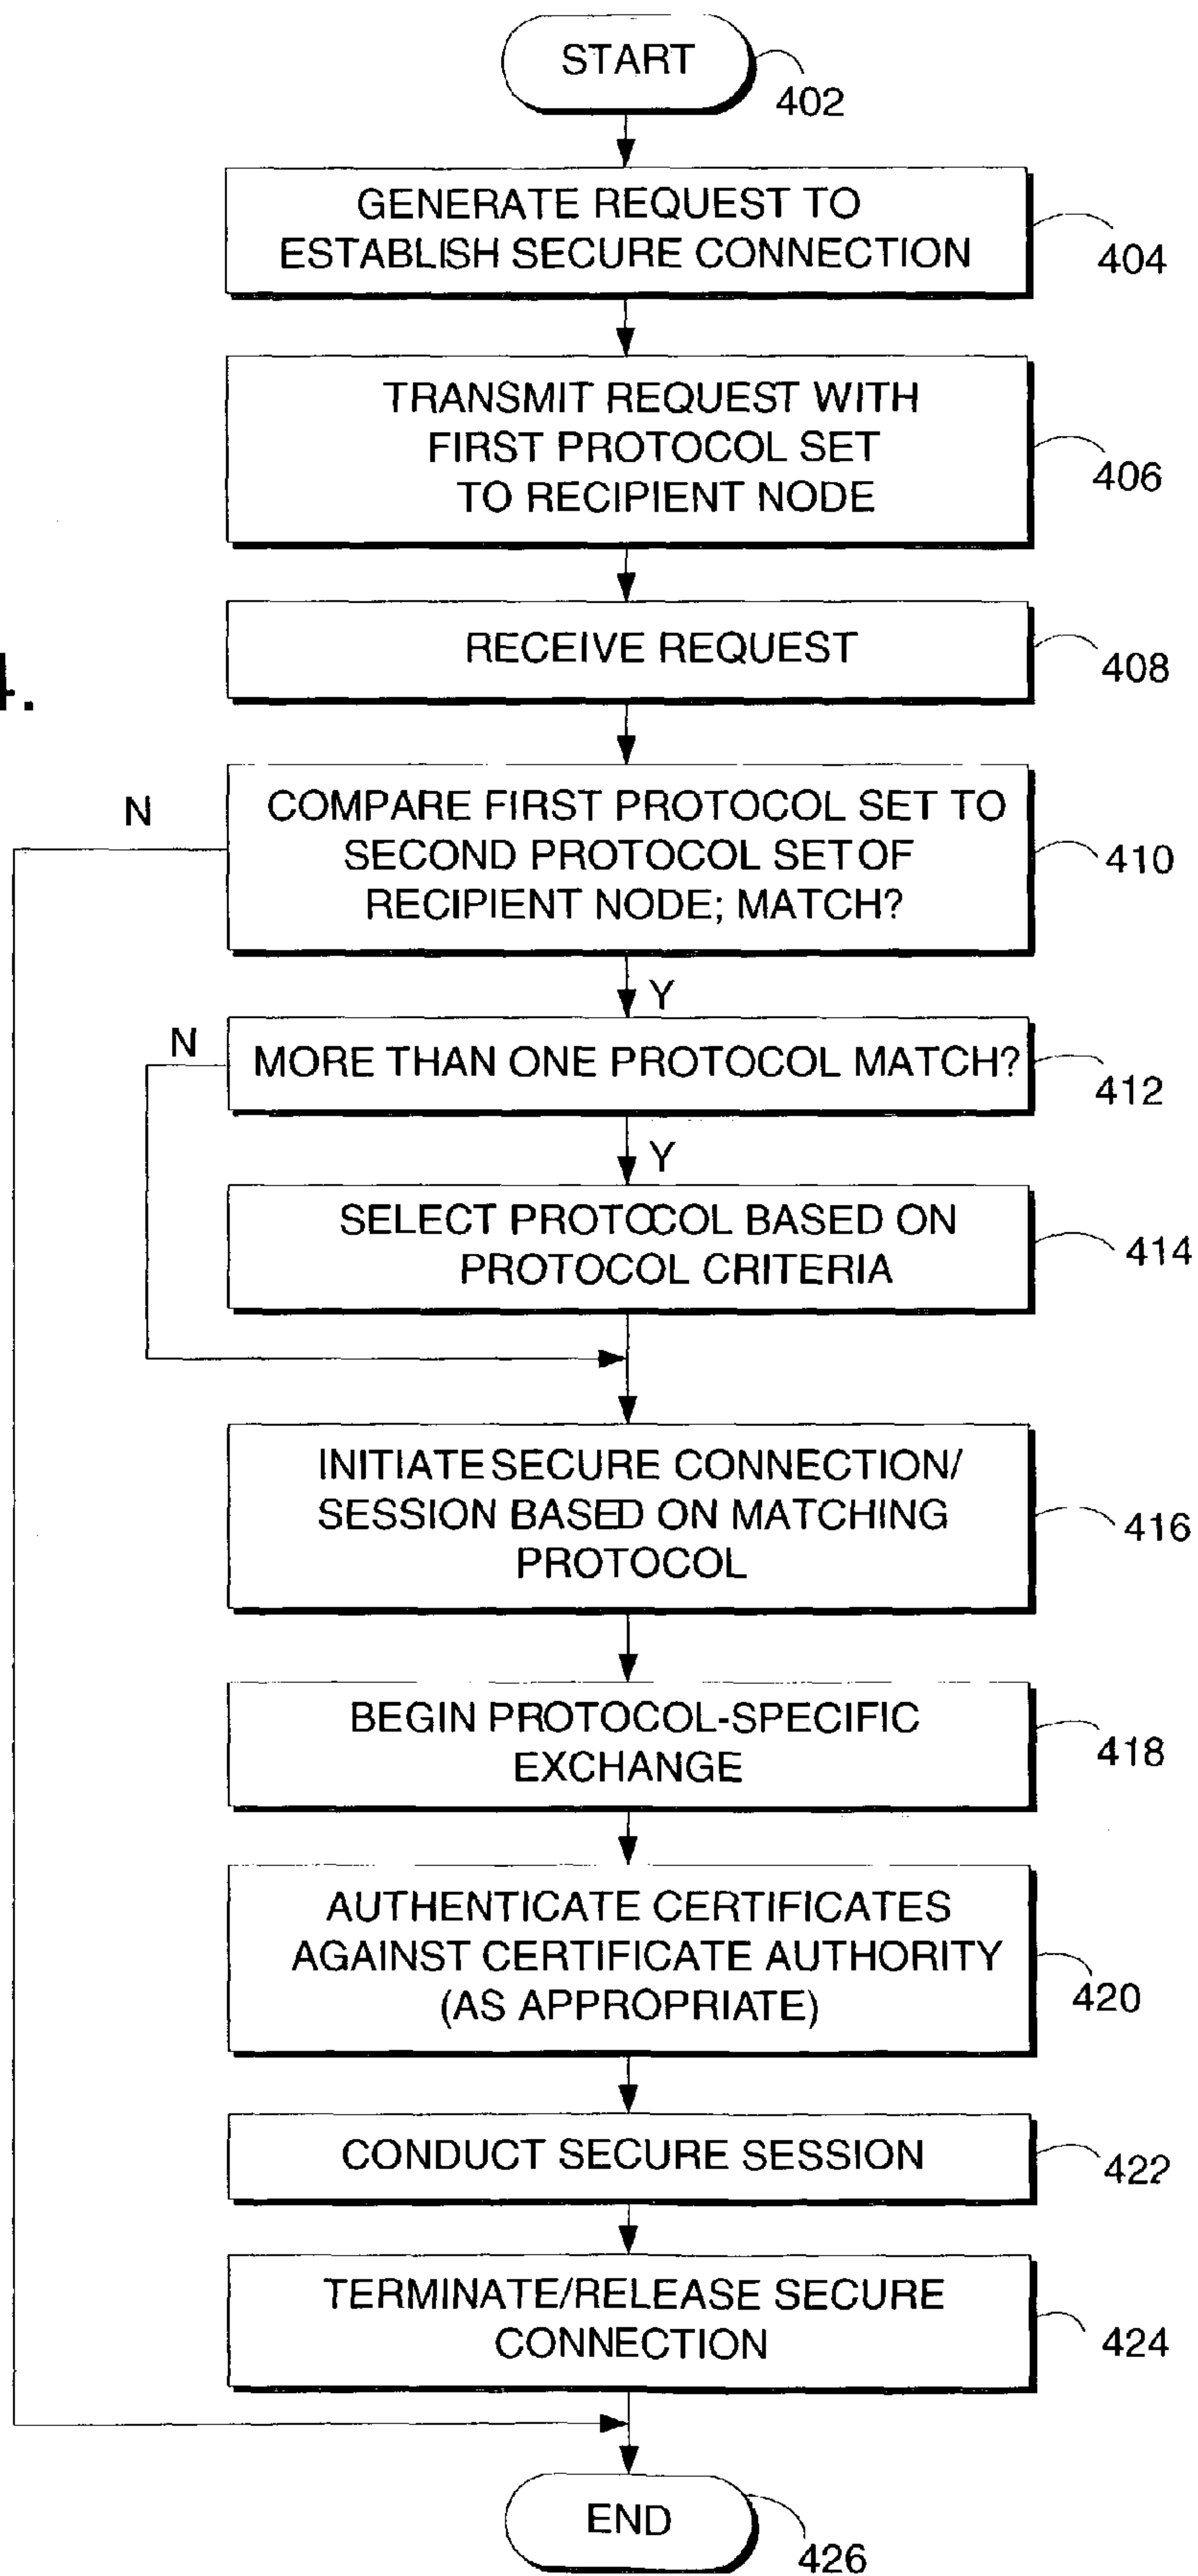 START
402
GENERATE REQUEST TO
ESTABLISH SECURE CONNECTION
404
TRANSMIT REQUEST WITH
FIRST PROTOCOL SET
TO RECIPIENT NODE
406
RECEIVE REQUEST
408
4.
N
COMPARE FIRST PROTOCOL SET TO
SECOND PROTOCOL SET OF
RECIPIENT NODE; MATCH?
410
Y
N
MORE THAN ONE PROTOCOL MATCH?
412
Y
SELECT PROTOCOL BASED ON
PROTOCOL CRITERIA
414
INITIATE SECURE CONNECTION/
SESSION BASED ON MATCHING
PROTOCOL
416
BEGIN PROTOCOL-SPECIFIC
EXCHANGE
418
AUTHENTICATE CERTIFICATES
AGAINST CERTIFICATE AUTHORITY
(AS APPROPRIATE)
420
CONDUCT SECURE SESSION
422
TERMINATE/RELEASE SECURE
CONNECTION
424
END
426